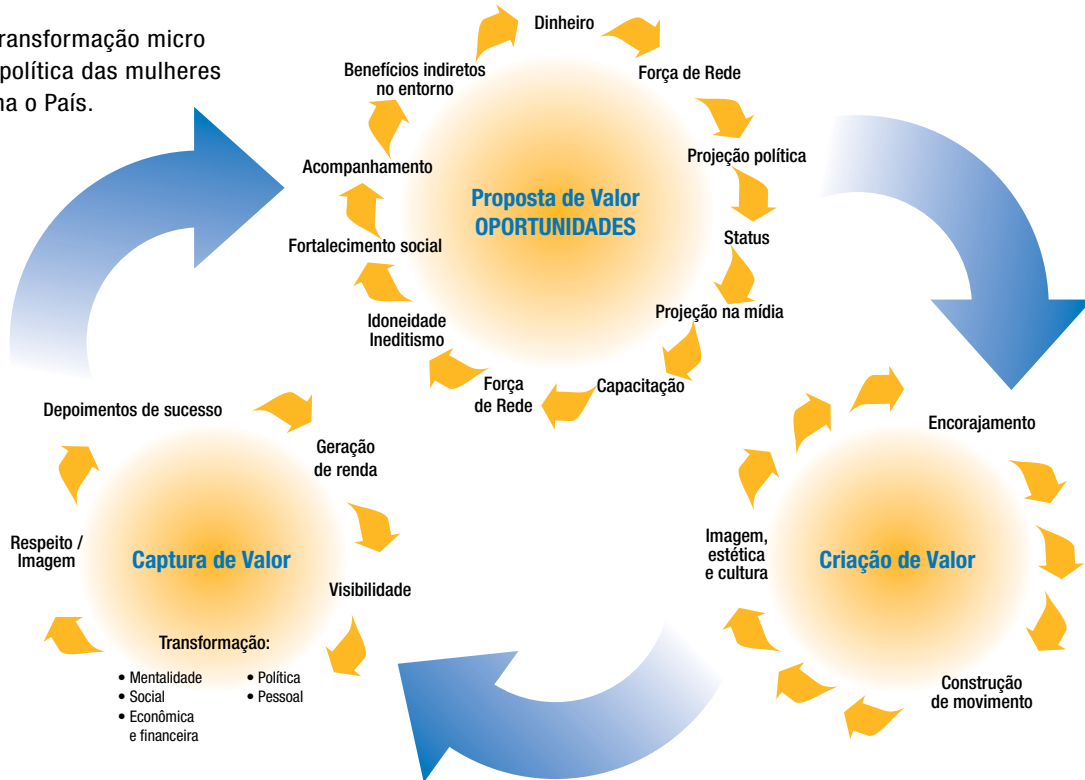 ransformação micro
política das mulheres
na o País.
Dinheiro
Força de Rede
Projeção política
Status
Projeção na mídia
Capacitação
Força
de Rede
Idoneidade
Ineditismo
Fortalecimento social
Acompanhamento
Benefícios indiretos
no entorno
Proposta de Valor
OPORTUNIDADES
Encorajamento
Construção
de movimento
Imagem,
estética
e cultura
Criação de Valor
Depoimentos de sucesso
Geração
de renda
Visibilidade
Transformação:
• Mentalidade
• Social
• Econômica
e financeira
• Política
• Pessoal
Respeito /
Imagem
Captura de Valor